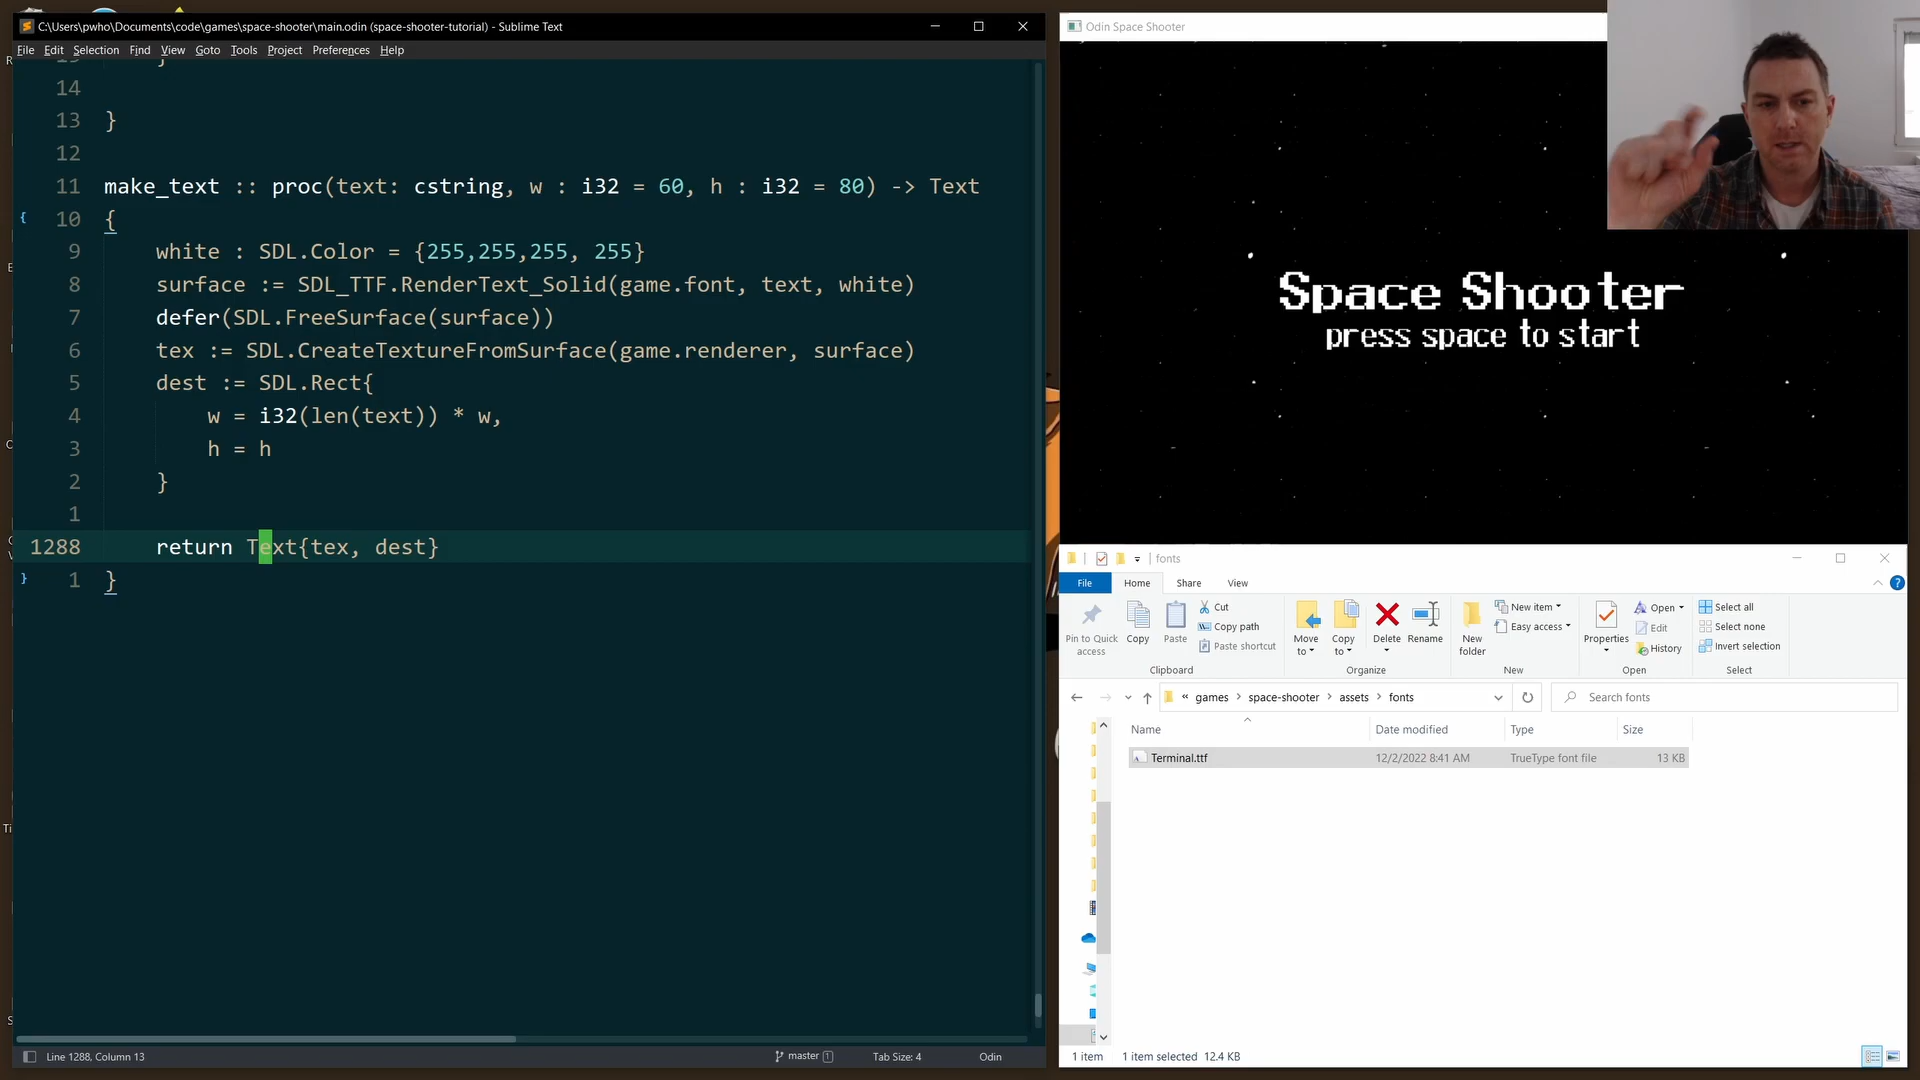 C:\Users\pwho\Documents\code\games\space-shooter\main.odin (space-shooter-tutorial) - Sublime Text
File Edit Selection Find View Goto Tools Project Preferences Help
14
13 }
12
11 make_text :: proc(text: cstring, w : i32 = 60, h : i32 = 80) -> Text
10 {
9 white : SDL.Color = {255,255,255, 255}
8 surface := SDL_TTF.RenderText_Solid(game.font, text, white)
7 defer(SDL.FreeSurface(surface))
6 tex := SDL.CreateTextureFromSurface(game.renderer, surface)
5 dest := SDL.Rect{
4 w = i32(len(text)) * w,
3 h = h
2 }
1
1288 return Text{tex, dest}
1 }
Line 1288, Column 13
master 1
Tab Size: 4
Odin
Odin Space Shooter
Space Shooter
press space to start
fonts
File Home Share View
Pin to Quick access
Copy
Paste
Cut
Copy path
Paste shortcut
Clipboard
Move to
Copy to
Delete
Rename
Organize
New folder
New item
Easy access
New
Properties
Open
Edit
History
Open
Select all
Select none
Invert selection
Select
« games > space-shooter > assets > fonts
Search fonts
Name Date modified Type Size
Terminal.ttf 12/2/2022 8:41 AM TrueType font file 13 KB
1 item 1 item selected 12.4 KB